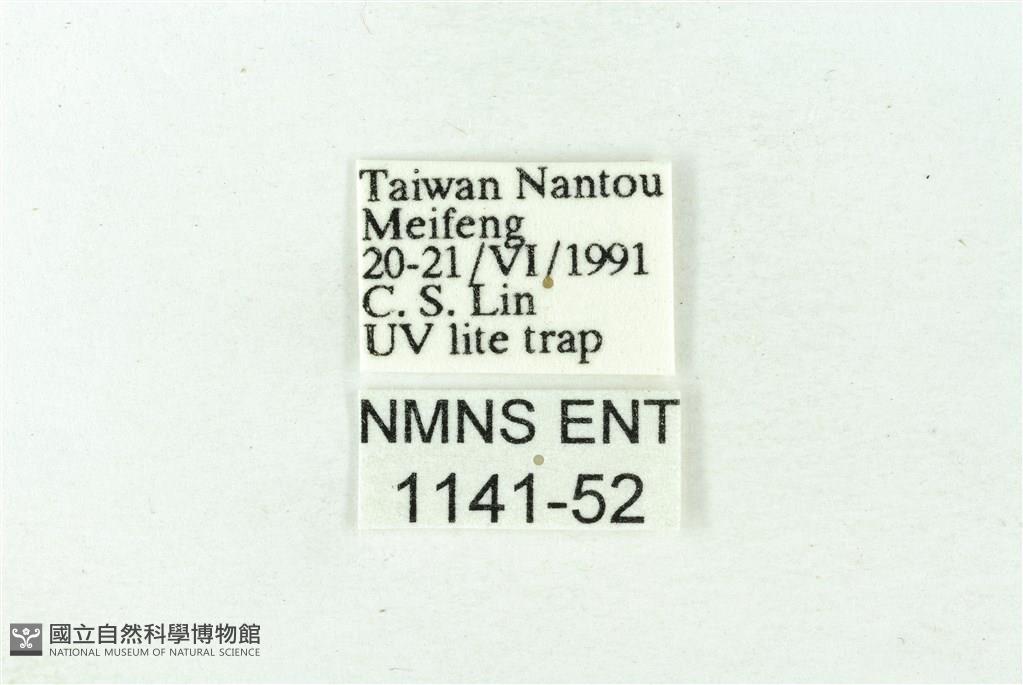 Taiwan Nantou
Meifeng
20-21/VI/1991
C. S. Lin
UV lite trap
NMNS ENT
1141-52
國立自然科學博物館
NATIONAL MUSEUM OF NATURAL SCIENCE